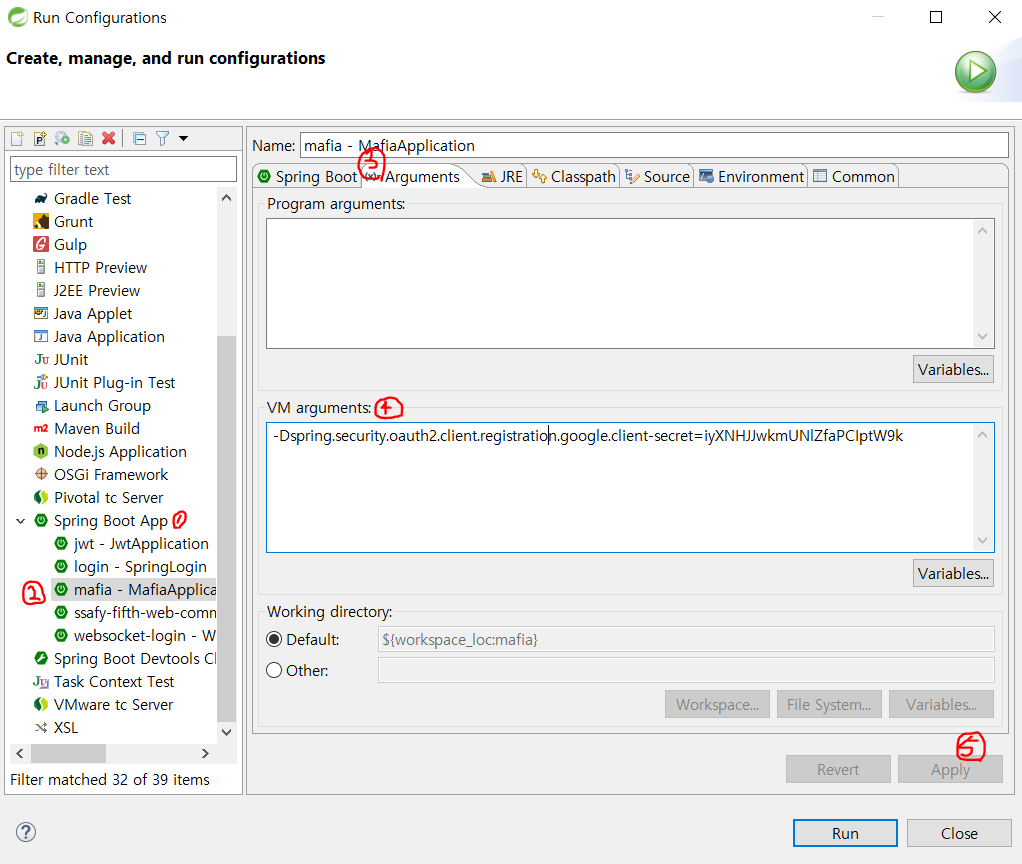 Run Configurations
Create, manage, and run configurations
type filter text
Gradle Test
Grunt
Gulp
HTTP Preview
J2EE Preview
Java Applet
Java Application
JUnit
JUnit Plug-in Test
Launch Group
Maven Build
Node.js Application
OSGi Framework
Pivotal tc Server
Spring Boot App 1
jwt - JwtApplication
login - SpringLogin
2 mafia - MafiaApplica
ssafy-fifth-web-comm
websocket-login - W
Spring Boot Devtools Cl
Task Context Test
VMware tc Server
XSL
Filter matched 32 of 39 items
Name: mafia - MafiaApplication
3
Spring Boot (x)= Arguments JRE Classpath Source Environment Common
Program arguments:
Variables...
VM arguments: 4
-Dspring.security.oauth2.client.registration.google.client-secret=iyXNHJJwkmUNlZfaPCIptW9k
Variables...
Working directory:
Default: ${workspace_loc:mafia}
Other:
Workspace... File System... Variables...
5
Revert Apply
Run Close